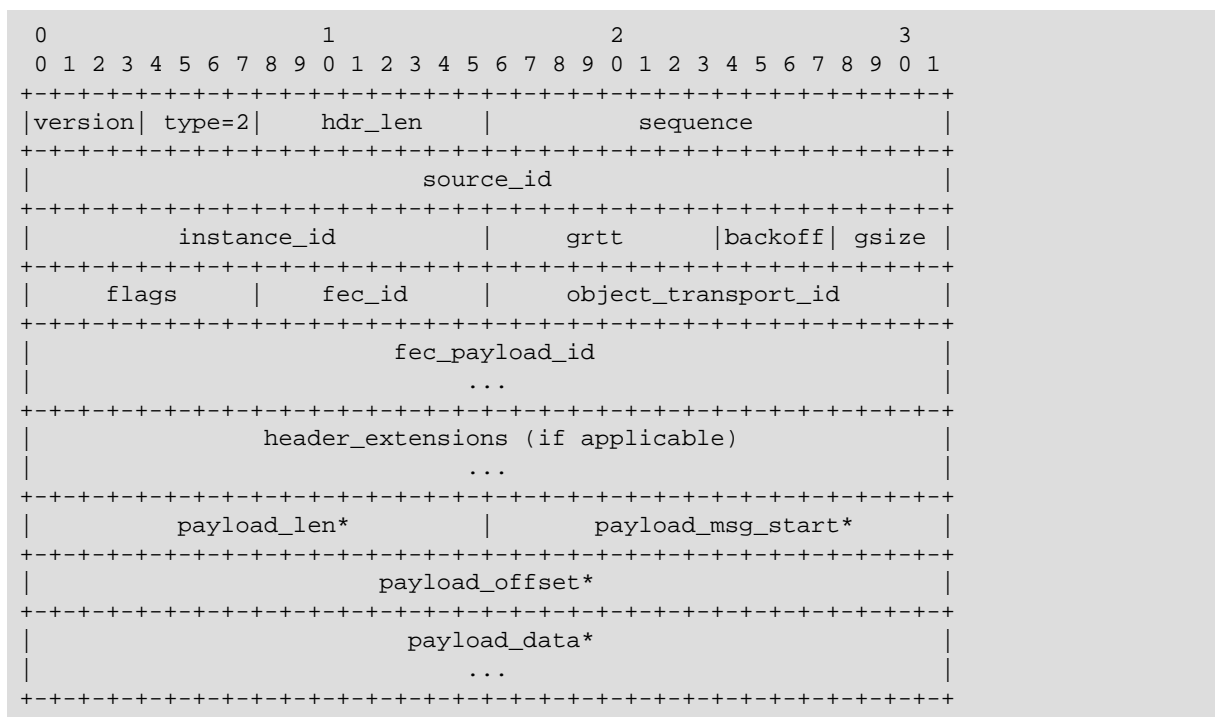 0                   1                   2                   3
 0 1 2 3 4 5 6 7 8 9 0 1 2 3 4 5 6 7 8 9 0 1 2 3 4 5 6 7 8 9 0 1
+-+-+-+-+-+-+-+-+-+-+-+-+-+-+-+-+-+-+-+-+-+-+-+-+-+-+-+-+-+-+-+-+
|version| type=2|    hdr_len    |          sequence             |
+-+-+-+-+-+-+-+-+-+-+-+-+-+-+-+-+-+-+-+-+-+-+-+-+-+-+-+-+-+-+-+-+
|                           source_id                           |
+-+-+-+-+-+-+-+-+-+-+-+-+-+-+-+-+-+-+-+-+-+-+-+-+-+-+-+-+-+-+-+-+
|          instance_id          |     grtt      |backoff| gsize |
+-+-+-+-+-+-+-+-+-+-+-+-+-+-+-+-+-+-+-+-+-+-+-+-+-+-+-+-+-+-+-+-+
|     flags     |    fec_id     |     object_transport_id       |
+-+-+-+-+-+-+-+-+-+-+-+-+-+-+-+-+-+-+-+-+-+-+-+-+-+-+-+-+-+-+-+-+
|                         fec_payload_id                        |
|                              ...                              |
+-+-+-+-+-+-+-+-+-+-+-+-+-+-+-+-+-+-+-+-+-+-+-+-+-+-+-+-+-+-+-+-+
|                header_extensions (if applicable)              |
|                              ...                              |
+-+-+-+-+-+-+-+-+-+-+-+-+-+-+-+-+-+-+-+-+-+-+-+-+-+-+-+-+-+-+-+-+
|          payload_len*         |       payload_msg_start*      |
+-+-+-+-+-+-+-+-+-+-+-+-+-+-+-+-+-+-+-+-+-+-+-+-+-+-+-+-+-+-+-+-+
|                        payload_offset*                        |
+-+-+-+-+-+-+-+-+-+-+-+-+-+-+-+-+-+-+-+-+-+-+-+-+-+-+-+-+-+-+-+-+
|                          payload_data*                        |
|                              ...                              |
+-+-+-+-+-+-+-+-+-+-+-+-+-+-+-+-+-+-+-+-+-+-+-+-+-+-+-+-+-+-+-+-+